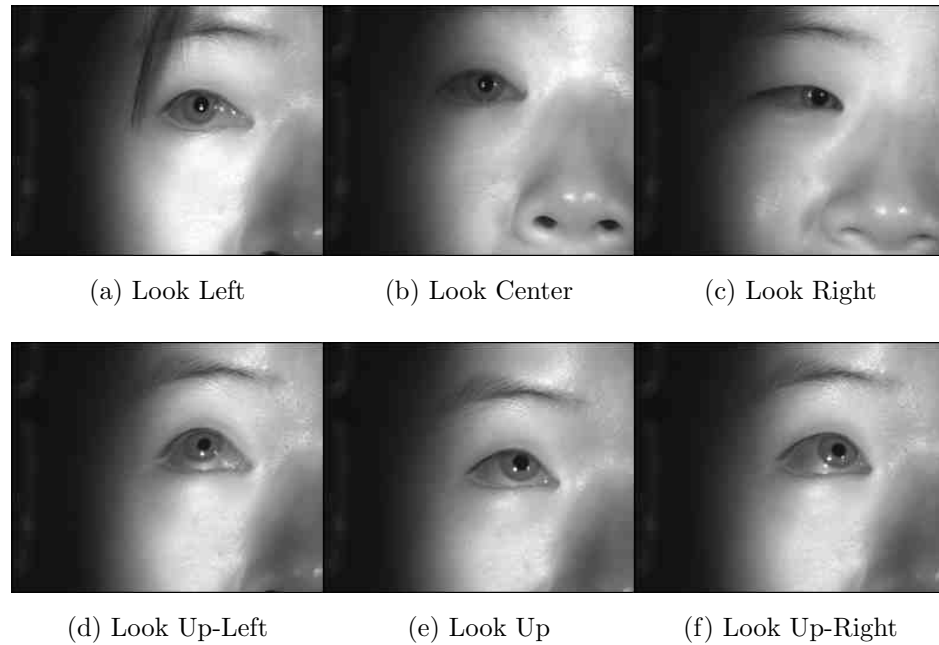 (a) Look Left
(b) Look Center
(c) Look Right
(d) Look Up-Left
(e) Look Up
(f) Look Up-Right